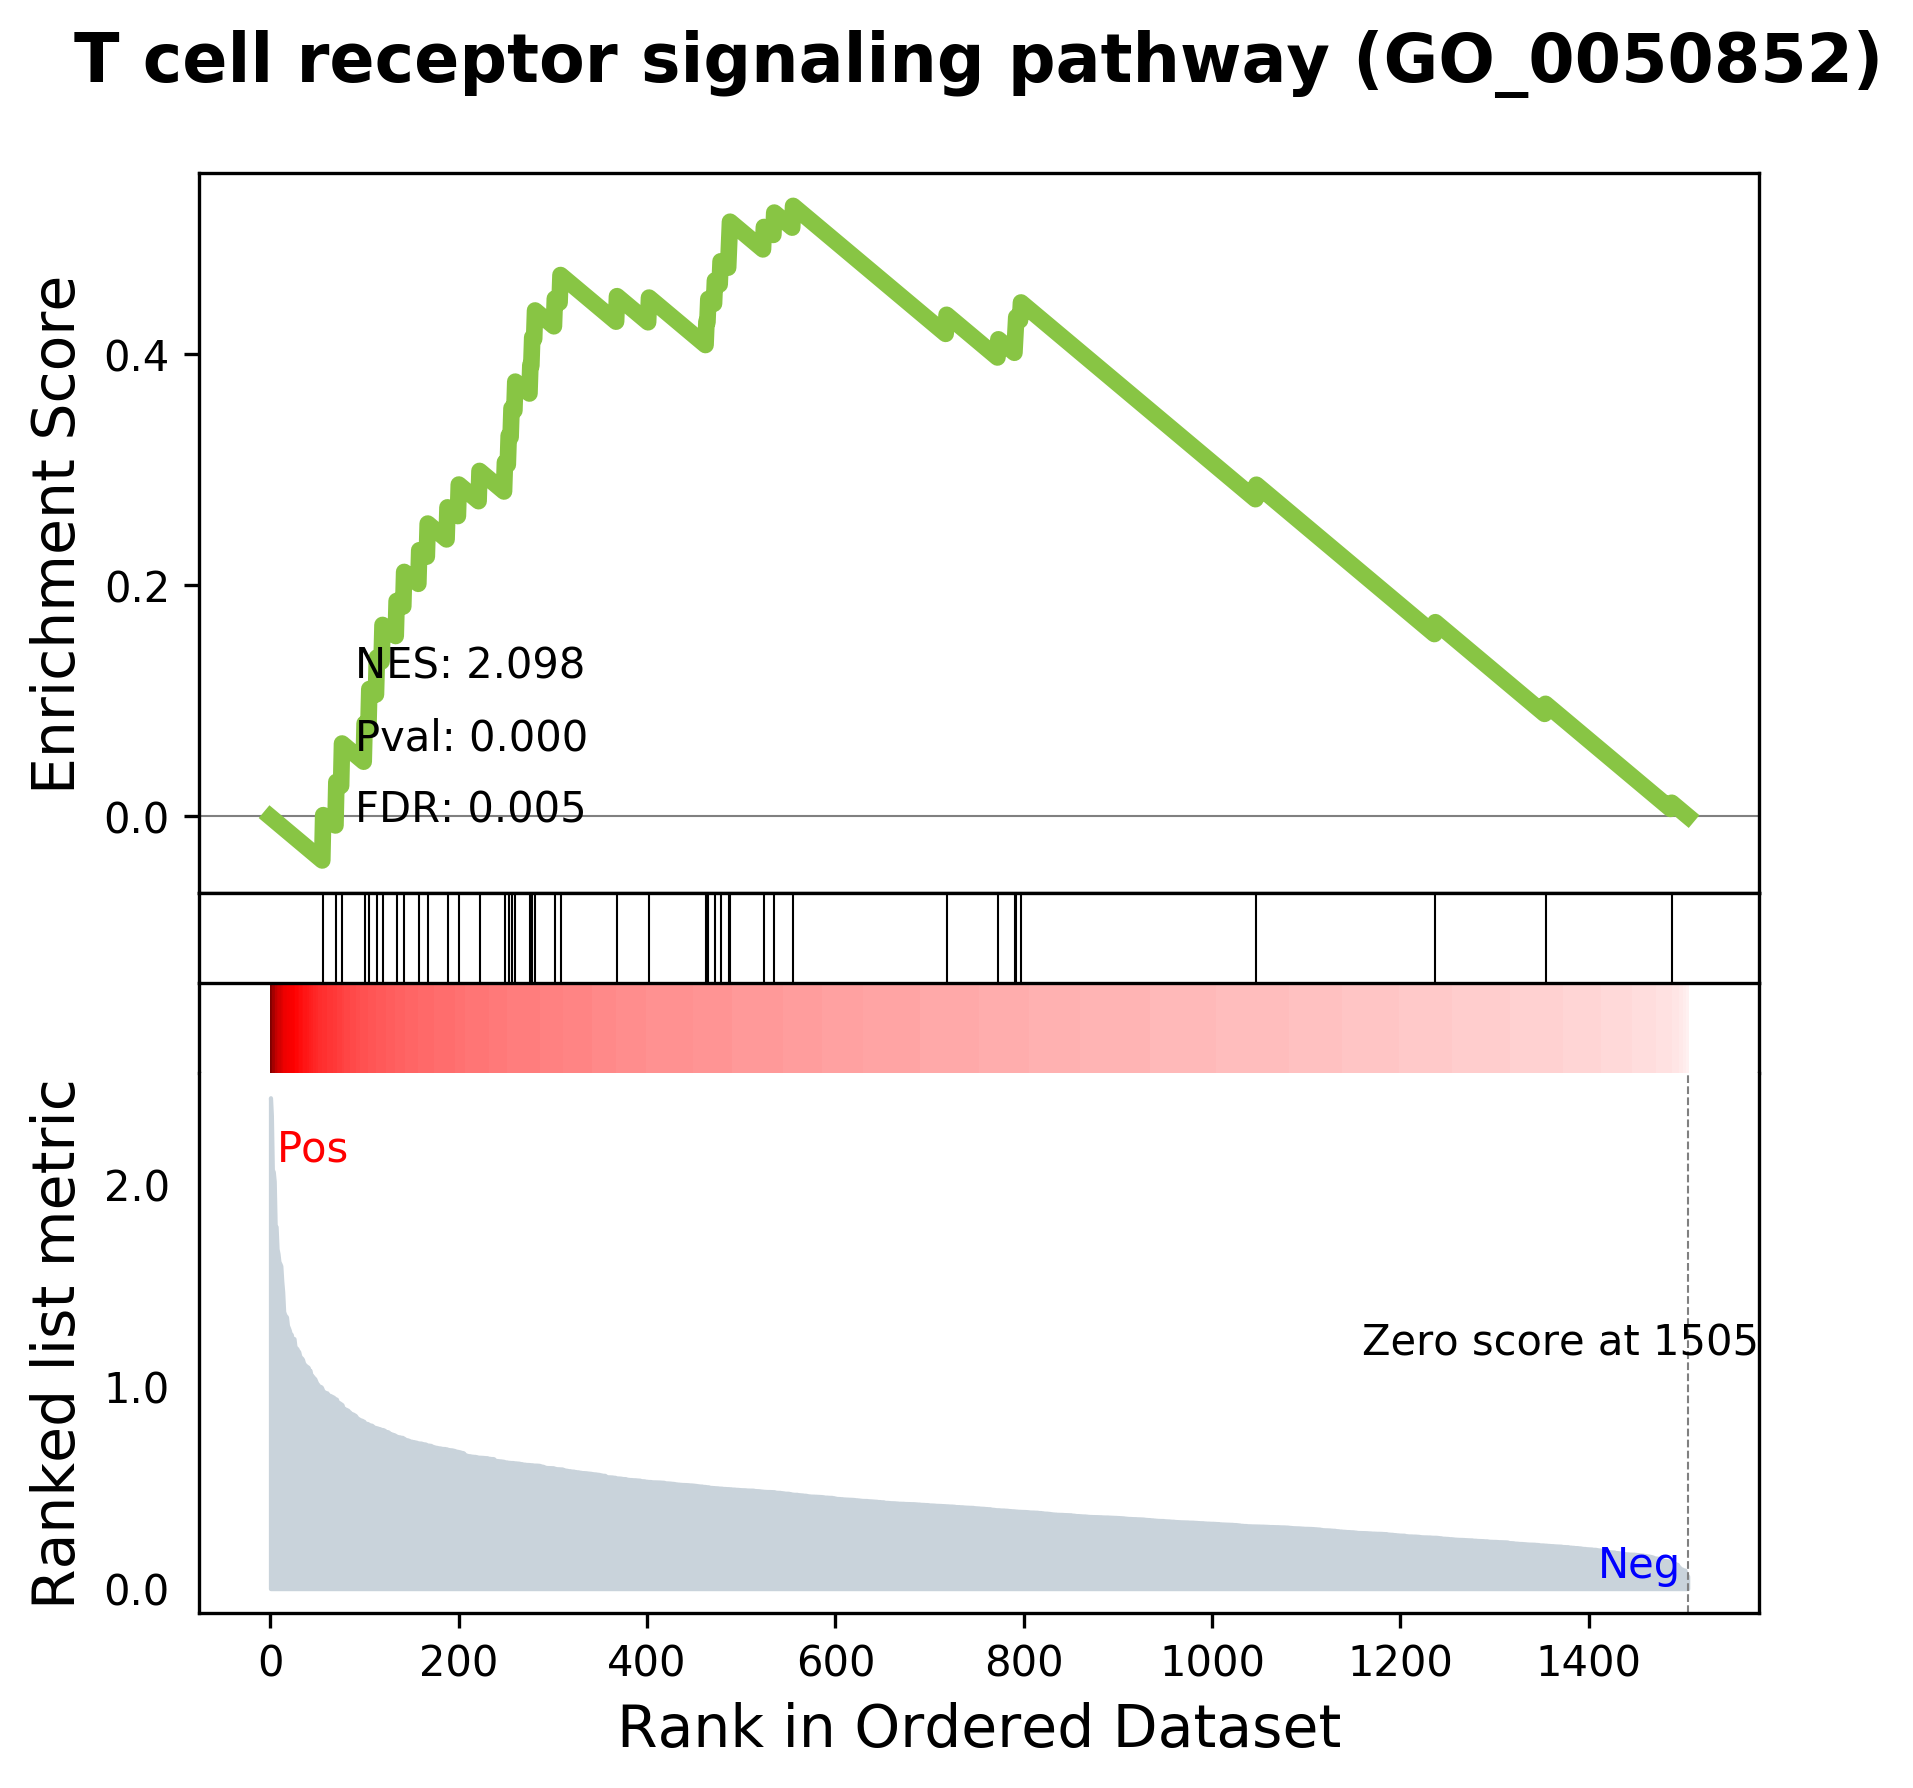 T cell receptor signaling pathway (GO_0050852)
Enrichment Score
0.4
0.2
0.0
NES: 2.098
Pval: 0.000
FDR: 0.005
Ranked list metric
2.0
1.0
0.0
Pos
Zero score at 1505
Neg
0 200 400 600 800 1000 1200 1400
Rank in Ordered Dataset